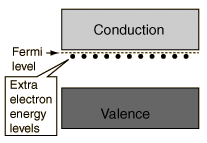 Conduction
Fermi
level
Extra
electron
energy
levels
Valence